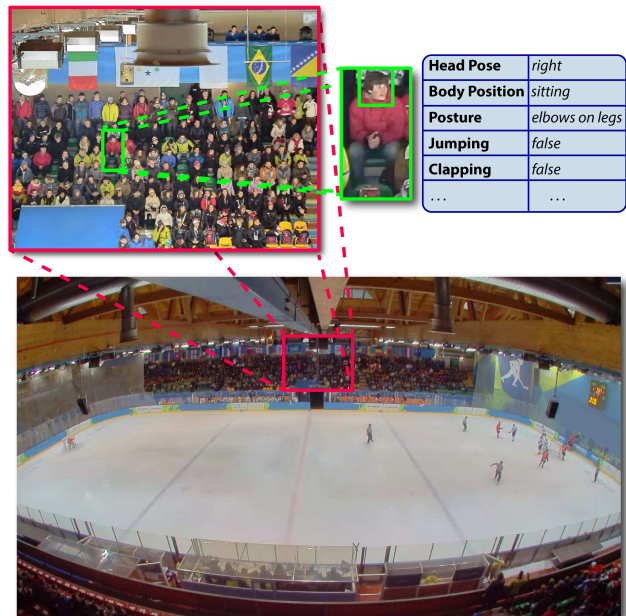 Head Pose right
Body Position sitting
Posture elbows on legs
Jumping false
Clapping false
... ...